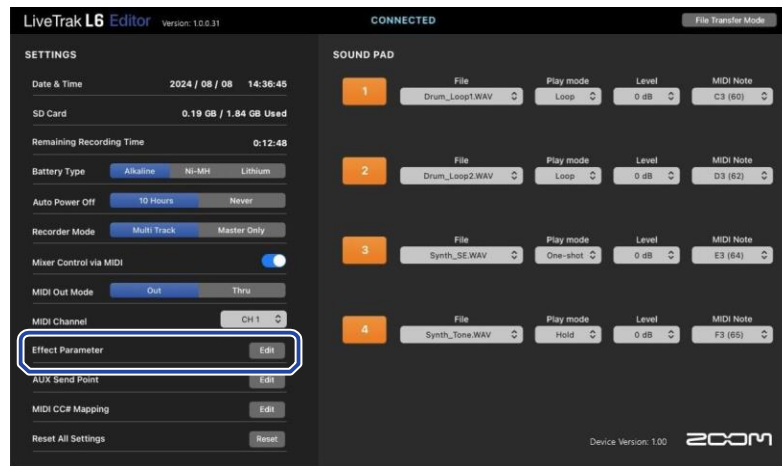 LiveTrak L6 Editor Version: 1.0.0.31 CONNECTED File Transfer Mode
SETTINGS
Date & Time 2024 / 08 / 08 14:36:45
SD Card 0.19 GB / 1.84 GB Used
Remaining Recording Time 0:12:48
Battery Type Alkaline Ni-MH Lithium
Auto Power Off 10 Hours Never
Recorder Mode Multi Track Master Only
Mixer Control via MIDI
MIDI Out Mode Out Thru
MIDI Channel CH 1
Effect Parameter Edit
AUX Send Point Edit
MIDI CC# Mapping Edit
Reset All Settings Reset
SOUND PAD
File Play mode Level MIDI Note
1 Drum_Loop1.WAV Loop 0 dB C3 (60)
File Play mode Level MIDI Note
2 Drum_Loop2.WAV Loop 0 dB D3 (62)
File Play mode Level MIDI Note
3 Synth_SE.WAV One-shot 0 dB E3 (64)
File Play mode Level MIDI Note
4 Synth_Tone.WAV Hold 0 dB F3 (65)
Device Version: 1.00 ZOOM